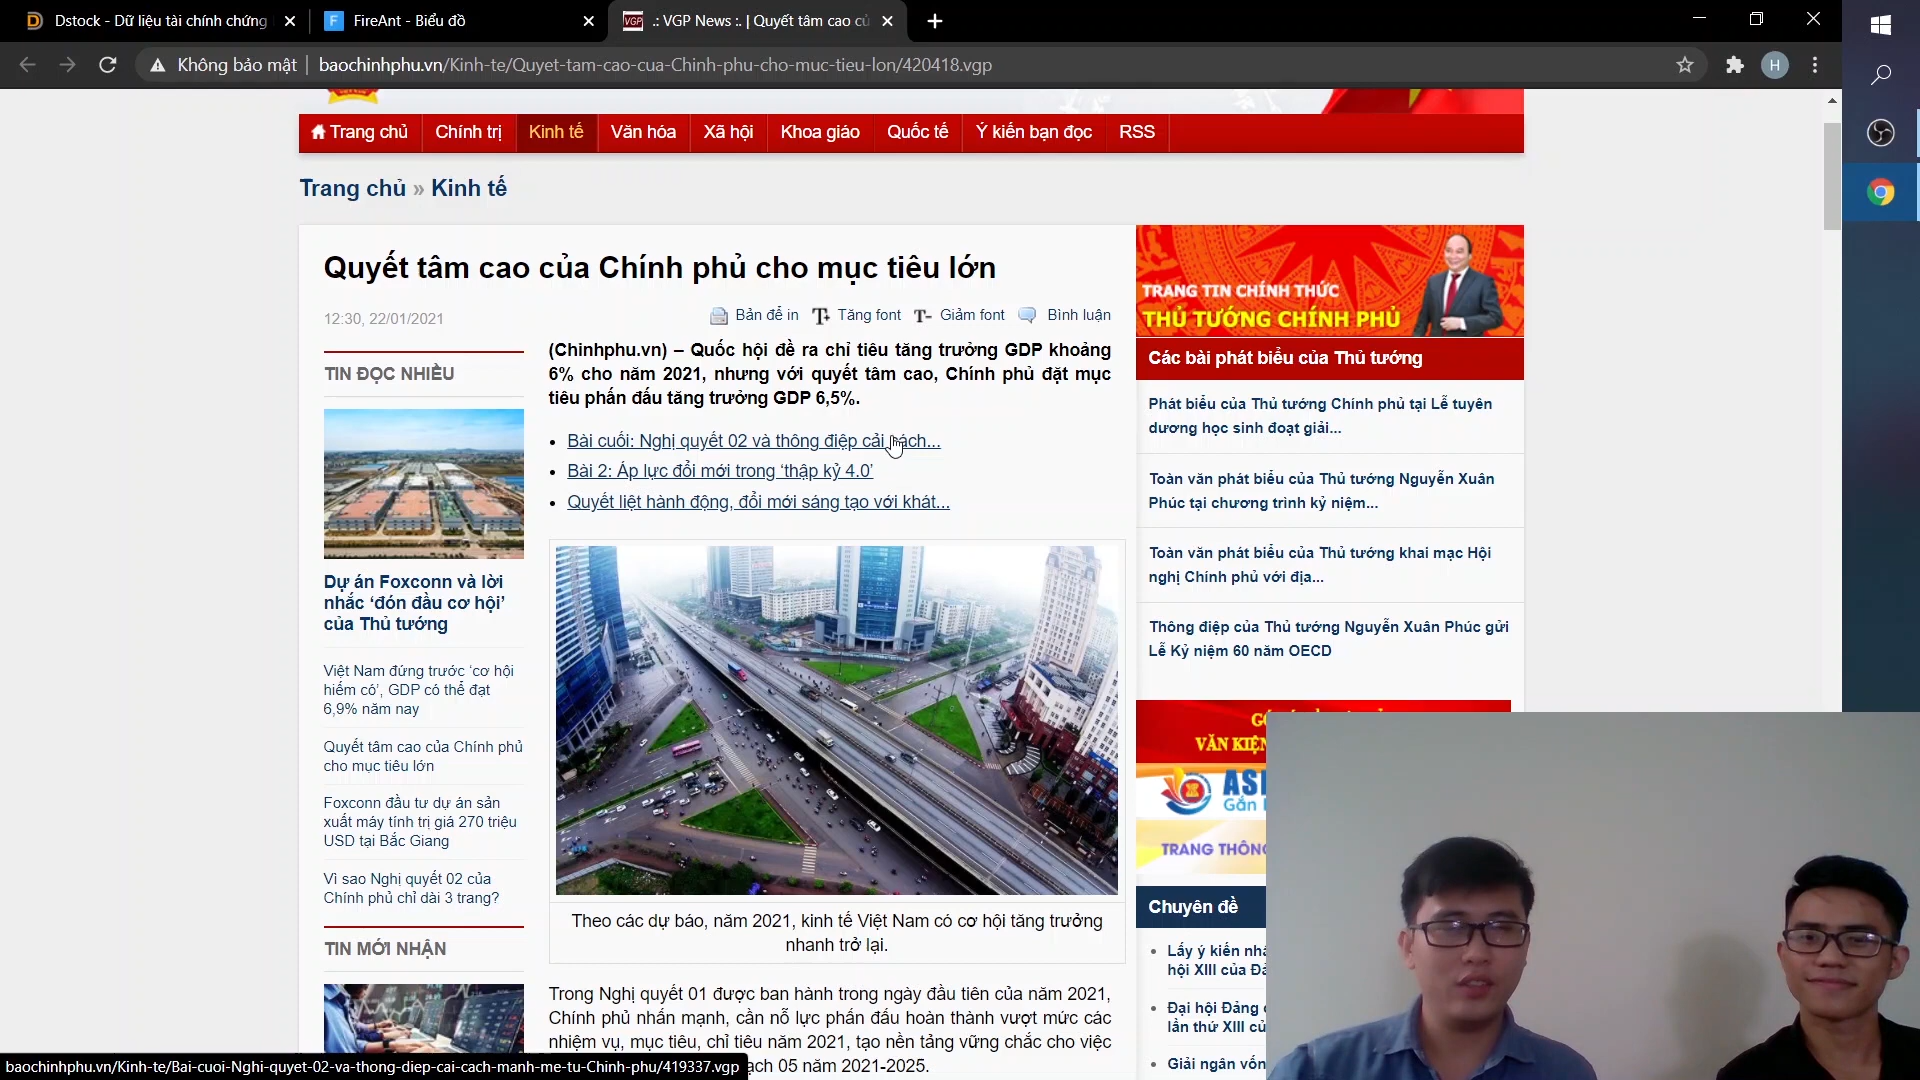 Dstock - Dữ liệu tài chính chứng
FireAnt - Biểu đồ
VGP
.: VGP News :. | Quyết tâm cao củ
Không bảo mật
baochinhphu.vn/Kinh-te/Quyet-tam-cao-cua-Chinh-phu-cho-muc-tieu-lon/420418.vgp
H
Trang chủ
Chính trị
Kinh tế
Văn hóa
Xã hội
Khoa giáo
Quốc tế
Ý kiến bạn đọc
RSS
Trang chủ » Kinh tế
Quyết tâm cao của Chính phủ cho mục tiêu lớn
12:30, 22/01/2021
Bản để in
Tăng font
Giảm font
Bình luận
TIN ĐỌC NHIỀU
Dự án Foxconn và lời
nhắc ‘đón đầu cơ hội’
của Thủ tướng
Việt Nam đứng trước ‘cơ hội
hiếm có’, GDP có thể đạt
6,9% năm nay
Quyết tâm cao của Chính phủ
cho mục tiêu lớn
Foxconn đầu tư dự án sản
xuất máy tính trị giá 270 triệu
USD tại Bắc Giang
Vì sao Nghị quyết 02 của
Chính phủ chỉ dài 3 trang?
TIN MỚI NHẬN
(Chinhphu.vn) – Quốc hội đề ra chỉ tiêu tăng trưởng GDP khoảng
6% cho năm 2021, nhưng với quyết tâm cao, Chính phủ đặt mục
tiêu phấn đấu tăng trưởng GDP 6,5%.
Bài cuối: Nghị quyết 02 và thông điệp cải cách...
Bài 2: Áp lực đổi mới trong ‘thập kỷ 4.0’
Quyết liệt hành động, đổi mới sáng tạo với khát...
Theo các dự báo, năm 2021, kinh tế Việt Nam có cơ hội tăng trưởng
nhanh trở lại.
Trong Nghị quyết 01 được ban hành trong ngày đầu tiên của năm 2021,
Chính phủ nhấn mạnh, cần nỗ lực phấn đấu hoàn thành vượt mức các
nhiệm vụ, mục tiêu, chỉ tiêu năm 2021, tạo nền tảng vững chắc cho việc
ạch 05 năm 2021-2025.
TRANG TIN CHÍNH THỨC
THỦ TƯỚNG CHÍNH PHỦ
Các bài phát biểu của Thủ tướng
Phát biểu của Thủ tướng Chính phủ tại Lễ tuyên
dương học sinh đoạt giải...
Toàn văn phát biểu của Thủ tướng Nguyễn Xuân
Phúc tại chương trình kỷ niệm...
Toàn văn phát biểu của Thủ tướng khai mạc Hội
nghị Chính phủ với địa...
Thông điệp của Thủ tướng Nguyễn Xuân Phúc gửi
Lễ Kỷ niệm 60 năm OECD
VĂN KIỆN
Gắn
TRANG THÔNG
Chuyên đề
Lấy ý kiến
hội XIII của
Đại hội Đảng
lần thứ XIII
Giải ngân vốn
baochinhphu.vn/Kinh-te/Bai-cuoi-Nghi-quyet-02-va-thong-diep-cai-cach-manh-me-tu-Chinh-phu/419337.vgp